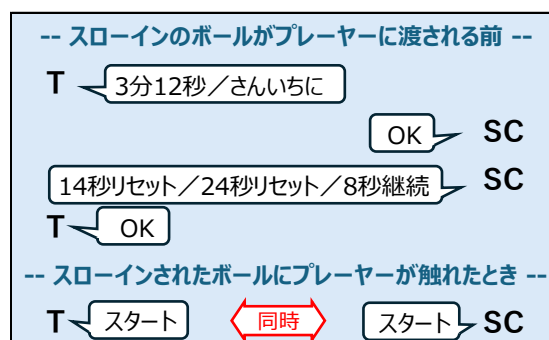 -- スローインのボールがプレーヤーに渡される前 --
T 3分12秒／さんいちに
OK SC
14秒リセット／24秒リセット／8秒継続 SC
T OK
-- スローインされたボールにプレーヤーが触れたとき --
T スタート 同時 スタート SC